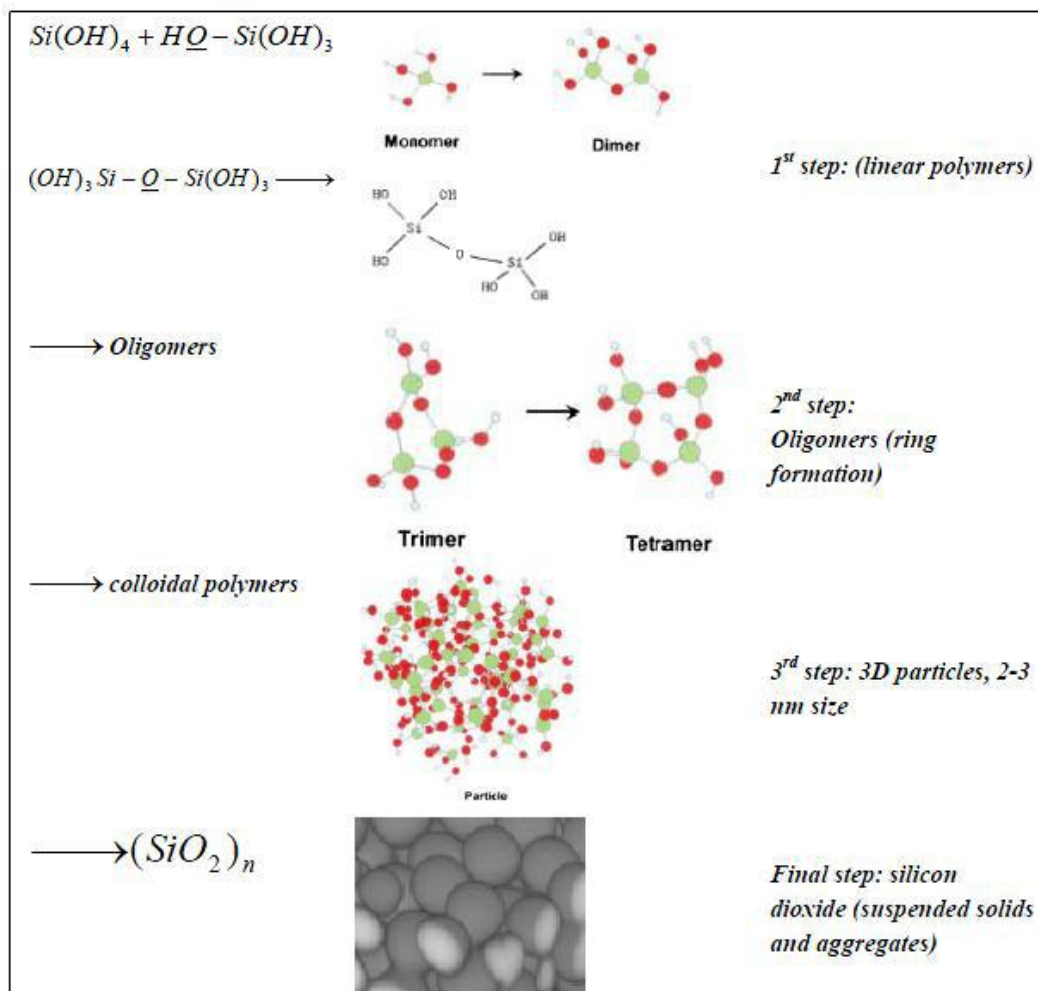 Si(OH)₄ + HO − Si(OH)₃
Monomer
Dimer
1ˢᵗ step: (linear polymers)
(OH)₃ Si − O − Si(OH)₃ ⟶
HO
OH
Si
HO
O
Si
OH
HO
OH
⟶ Oligomers
2ⁿᵈ step:
Oligomers (ring
formation)
Trimer
Tetramer
⟶ colloidal polymers
3ʳᵈ step: 3D particles, 2-3
nm size
Particle
⟶ (SiO₂)ₙ
Final step: silicon
dioxide (suspended solids
and aggregates)